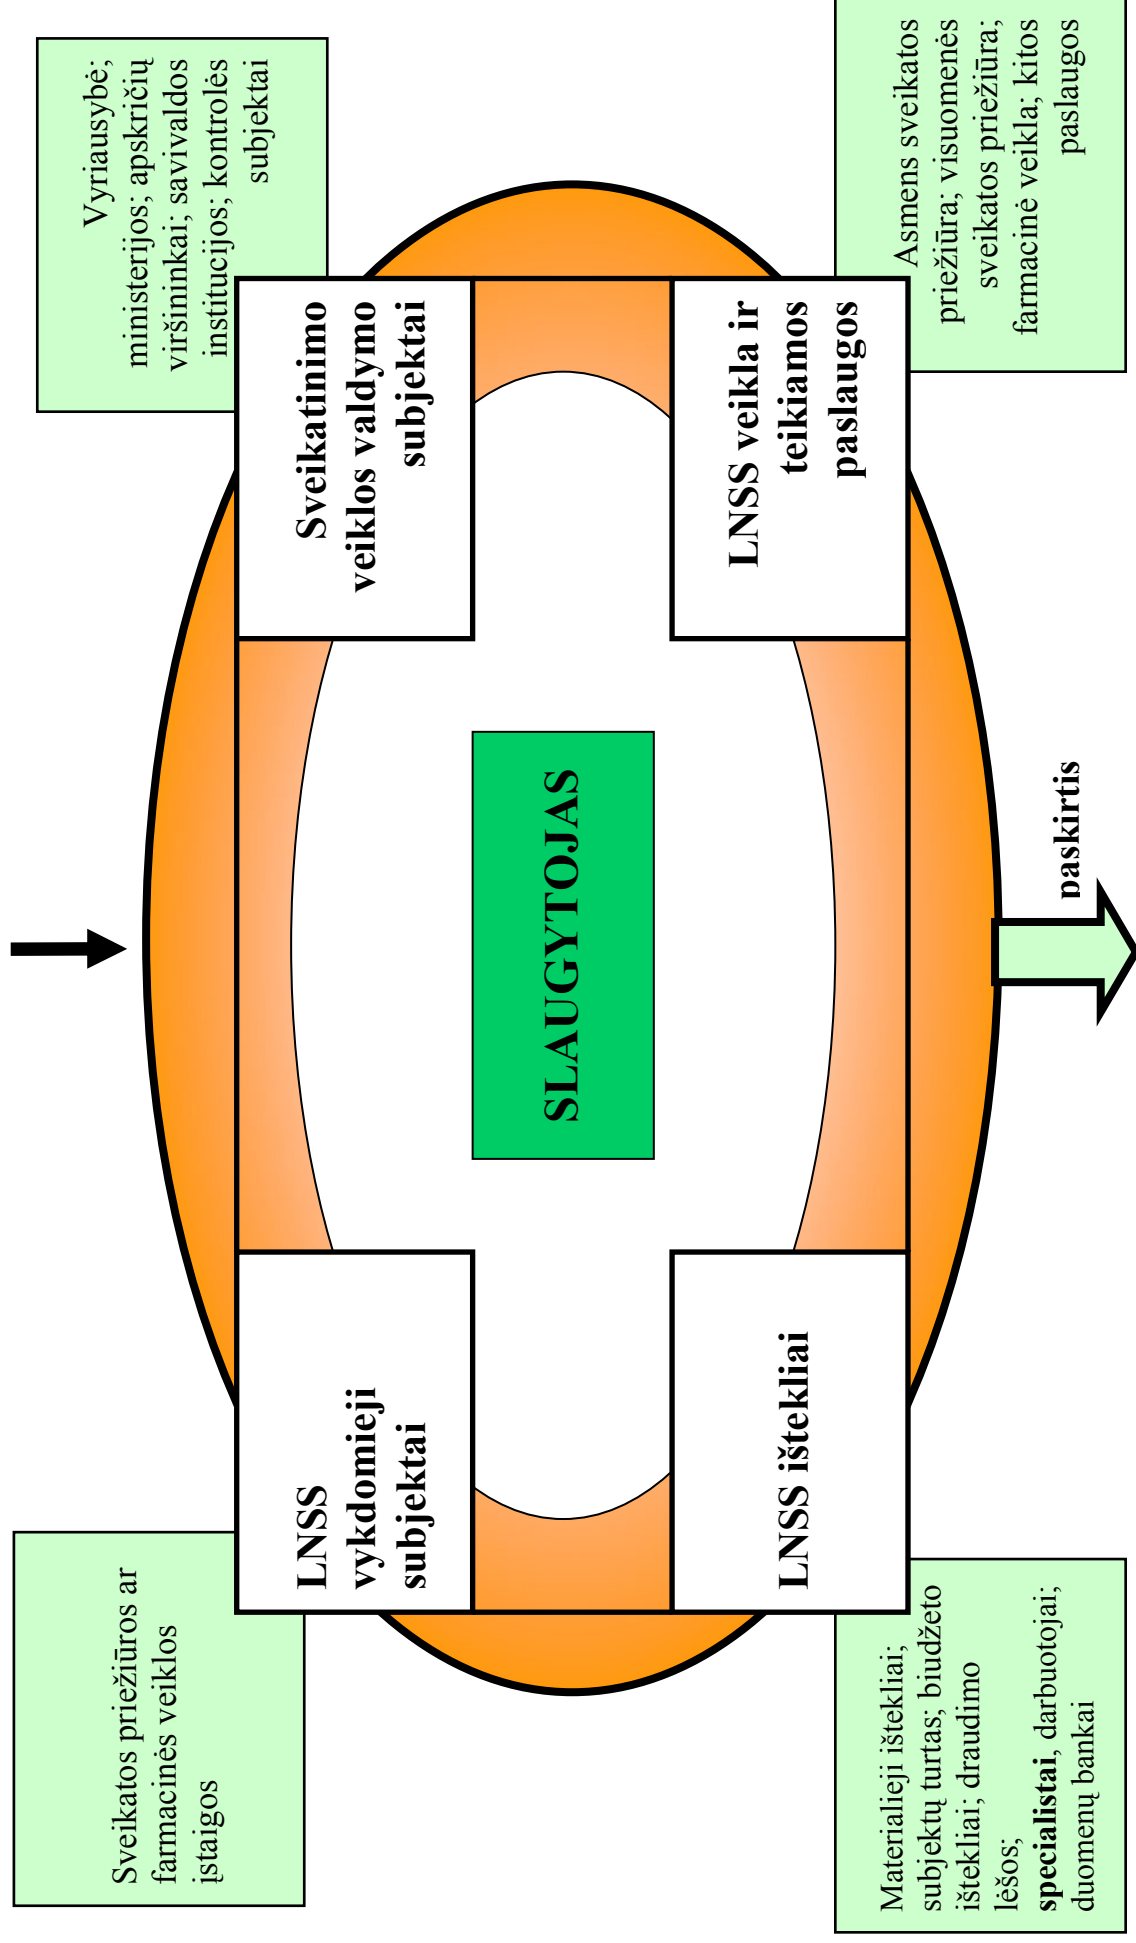 Sveikatos priežiūros ar
farmacinės veiklos
įstaigos
Vyriausybė;
ministerijos; apskričių
viršininkai; savivaldos
institucijos; kontrolės
subjektai
LNSS
vykdomieji
subjektai
Sveikatinimo
veiklos valdymo
subjektai
SLAUGYTOJAS
LNSS ištekliai
LNSS veikla ir
teikiamos
paslaugos
Materialieji ištekliai;
subjektų turtas; biudžeto
ištekliai; draudimo
lėšos;
specialistai, darbuotojai;
duomenų bankai
Asmens sveikatos
priežiūra; visuomenės
sveikatos priežiūra;
farmacinė veikla; kitos
paslaugos
paskirtis